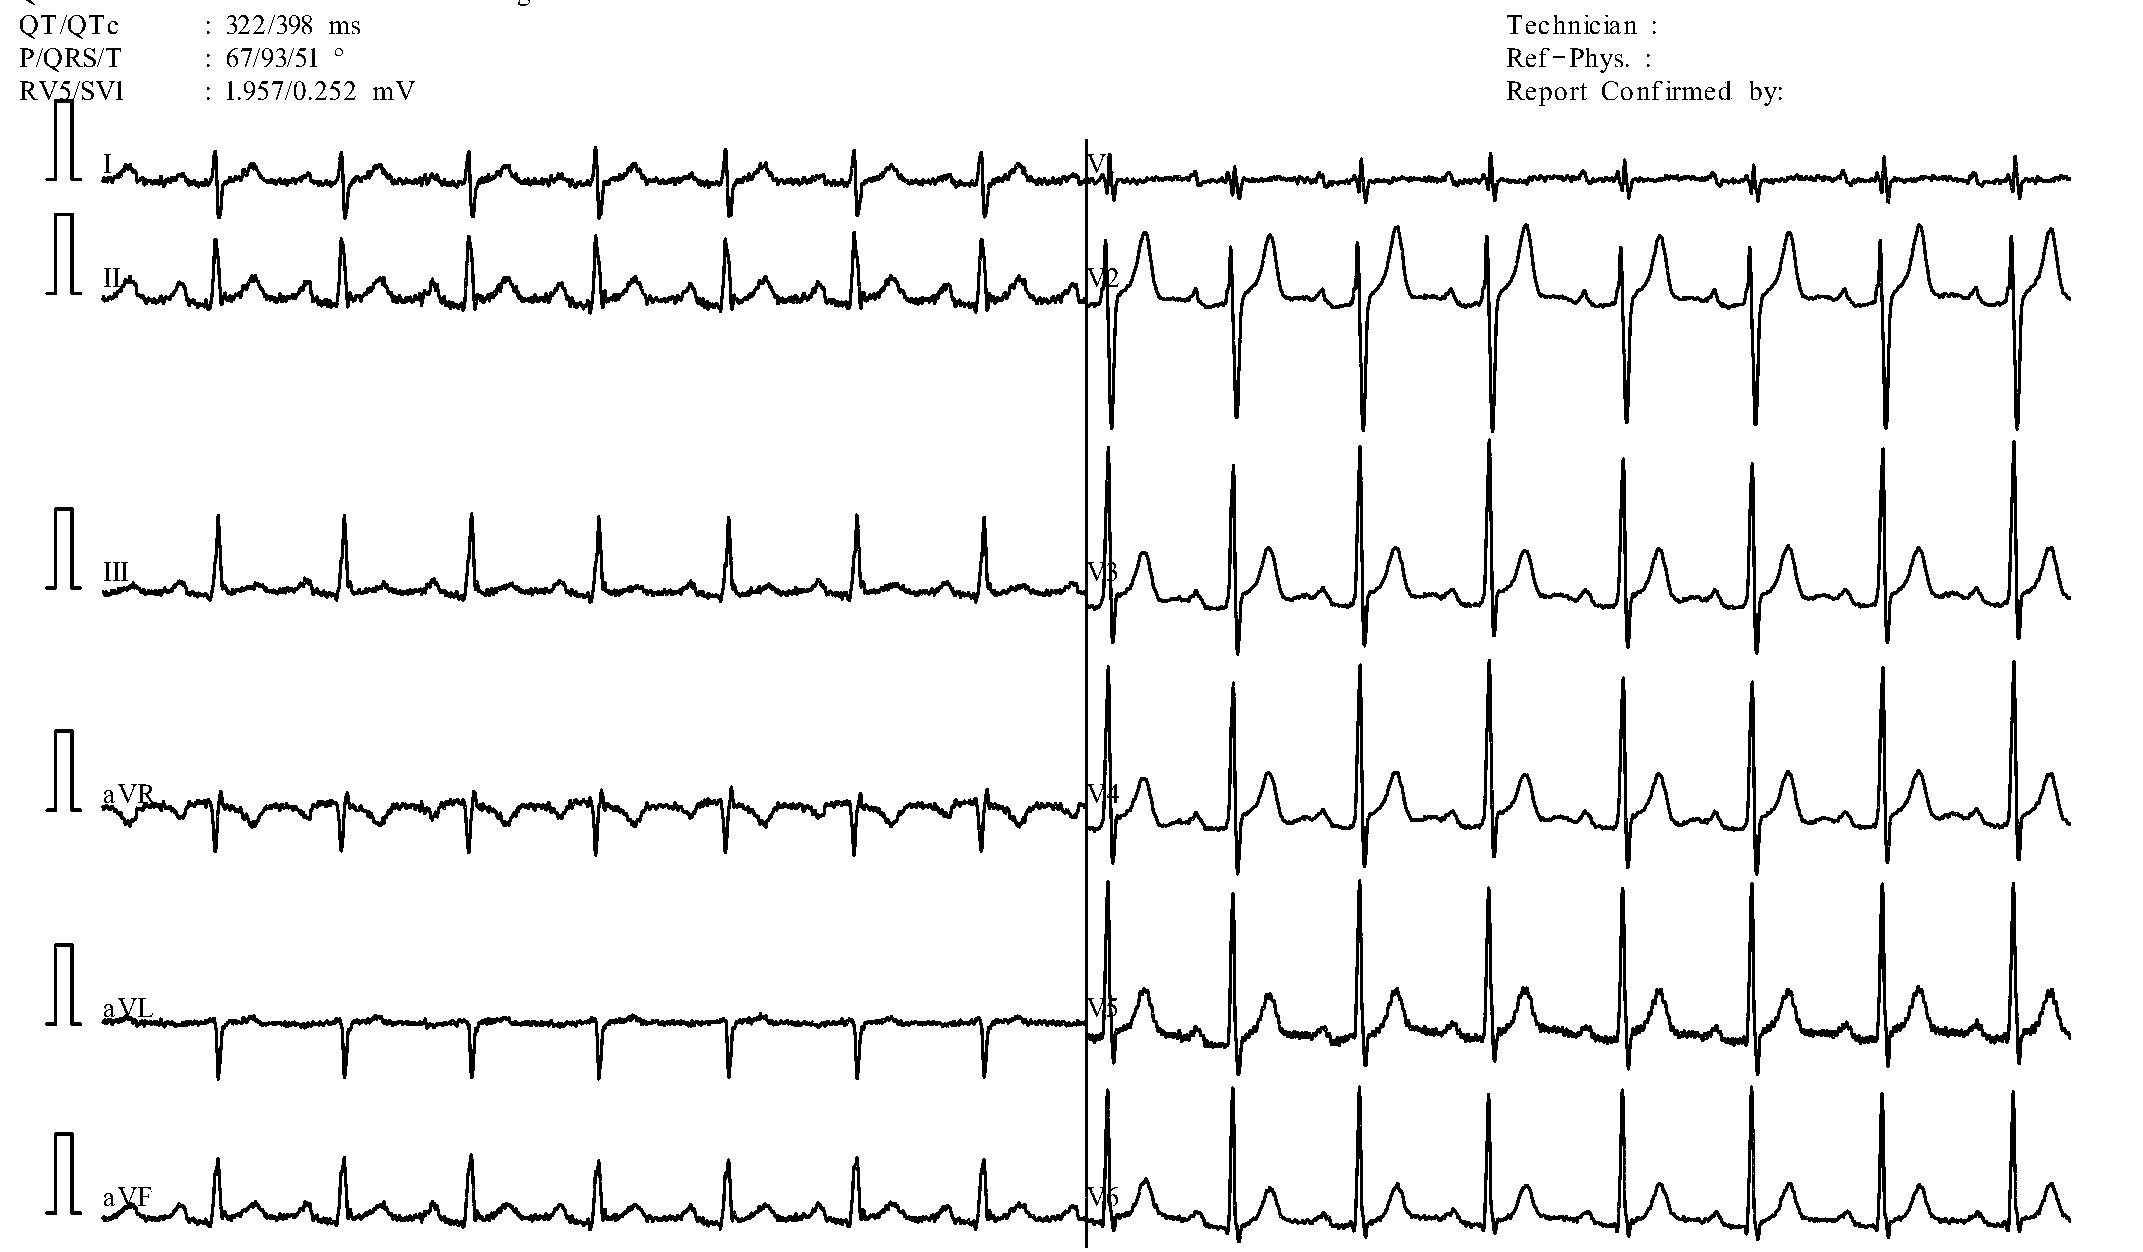 QT/QTc : 322/398 ms
P/QRS/T : 67/93/51 °
RV5/SV1 : 1.957/0.252 mV
Technician :
Ref-Phys. :
Report Confirmed by:
I
II
III
aVR
aVL
aVF
V1
V2
V3
V4
V5
V6